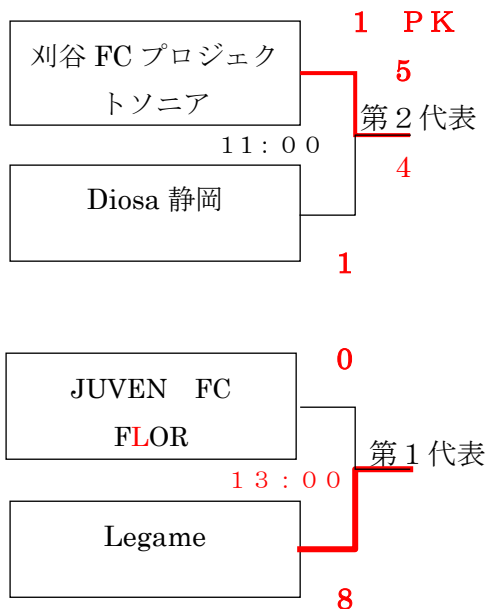 1 PK
刈谷 FC プロジェク
トソニア
5
第2代表
11:00
4
Diosa 静岡
1
0
JUVEN FC
FLOR
第1代表
13:00
Legame
8